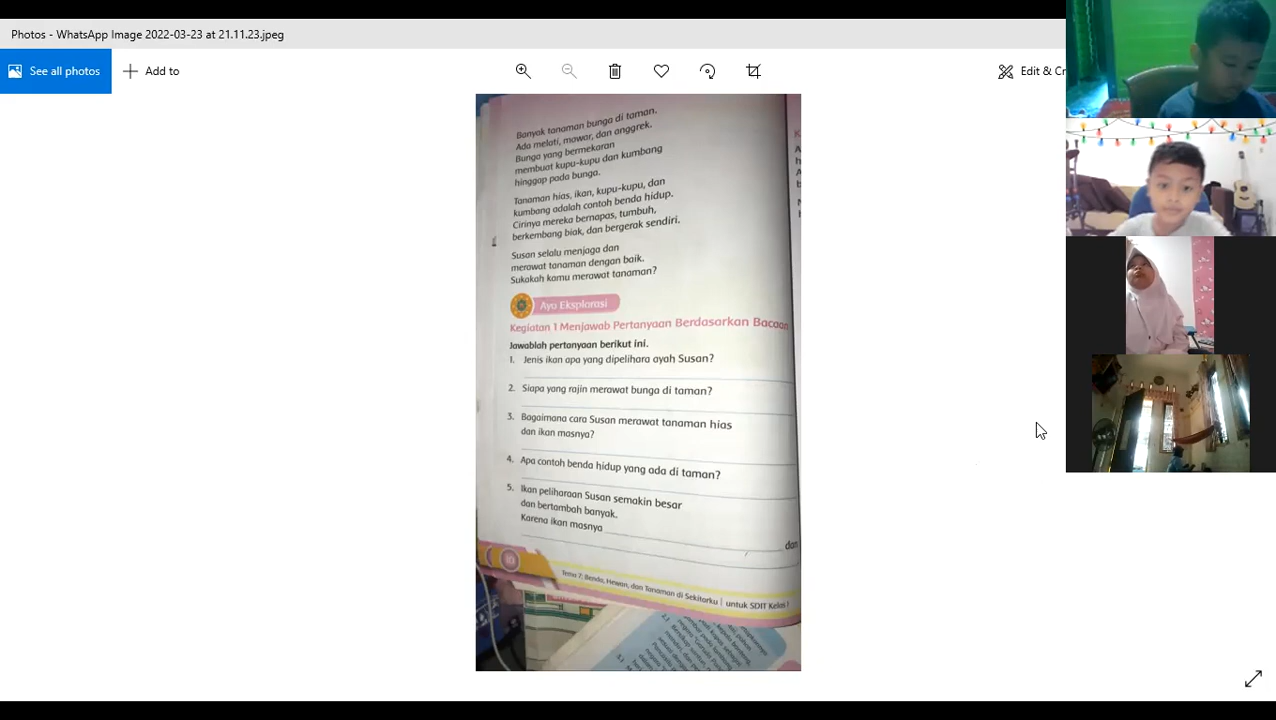 Photos - WhatsApp Image 2022-03-23 at 21.11.23.jpeg
See all photos
Add to
Edit & Cr
Banyak tanaman bunga di taman.
Ada melati, mawar, dan anggrek.
Bunga yang bermekaran
membuat kupu-kupu dan kumbang
hinggap pada bunga.
Tanaman hias, ikan, kupu-kupu, dan
kumbang adalah contoh benda hidup.
Cirinya mereka bernapas, tumbuh,
berkembang biak, dan bergerak sendiri.
Susan selalu menjaga dan
merawat tanaman dengan baik.
Sukakah kamu merawat tanaman?
Ayo Eksplorasi
Kegiatan 1 Menjawab Pertanyaan Berdasarkan Bacaan
Jawablah pertanyaan berikut ini.
1. Jenis ikan apa yang dipelihara ayah Susan?
2. Siapa yang rajin merawat bunga di taman?
3. Bagaimana cara Susan merawat tanaman hias
dan ikan masnya?
4. Apa contoh benda hidup yang ada di taman?
5. Ikan peliharaan Susan semakin besar
dan bertambah banyak.
Karena ikan masnya
dan
10
Tema 7: Benda, Hewan, dan Tanaman di Sekitarku | untuk SDIT Kelas I